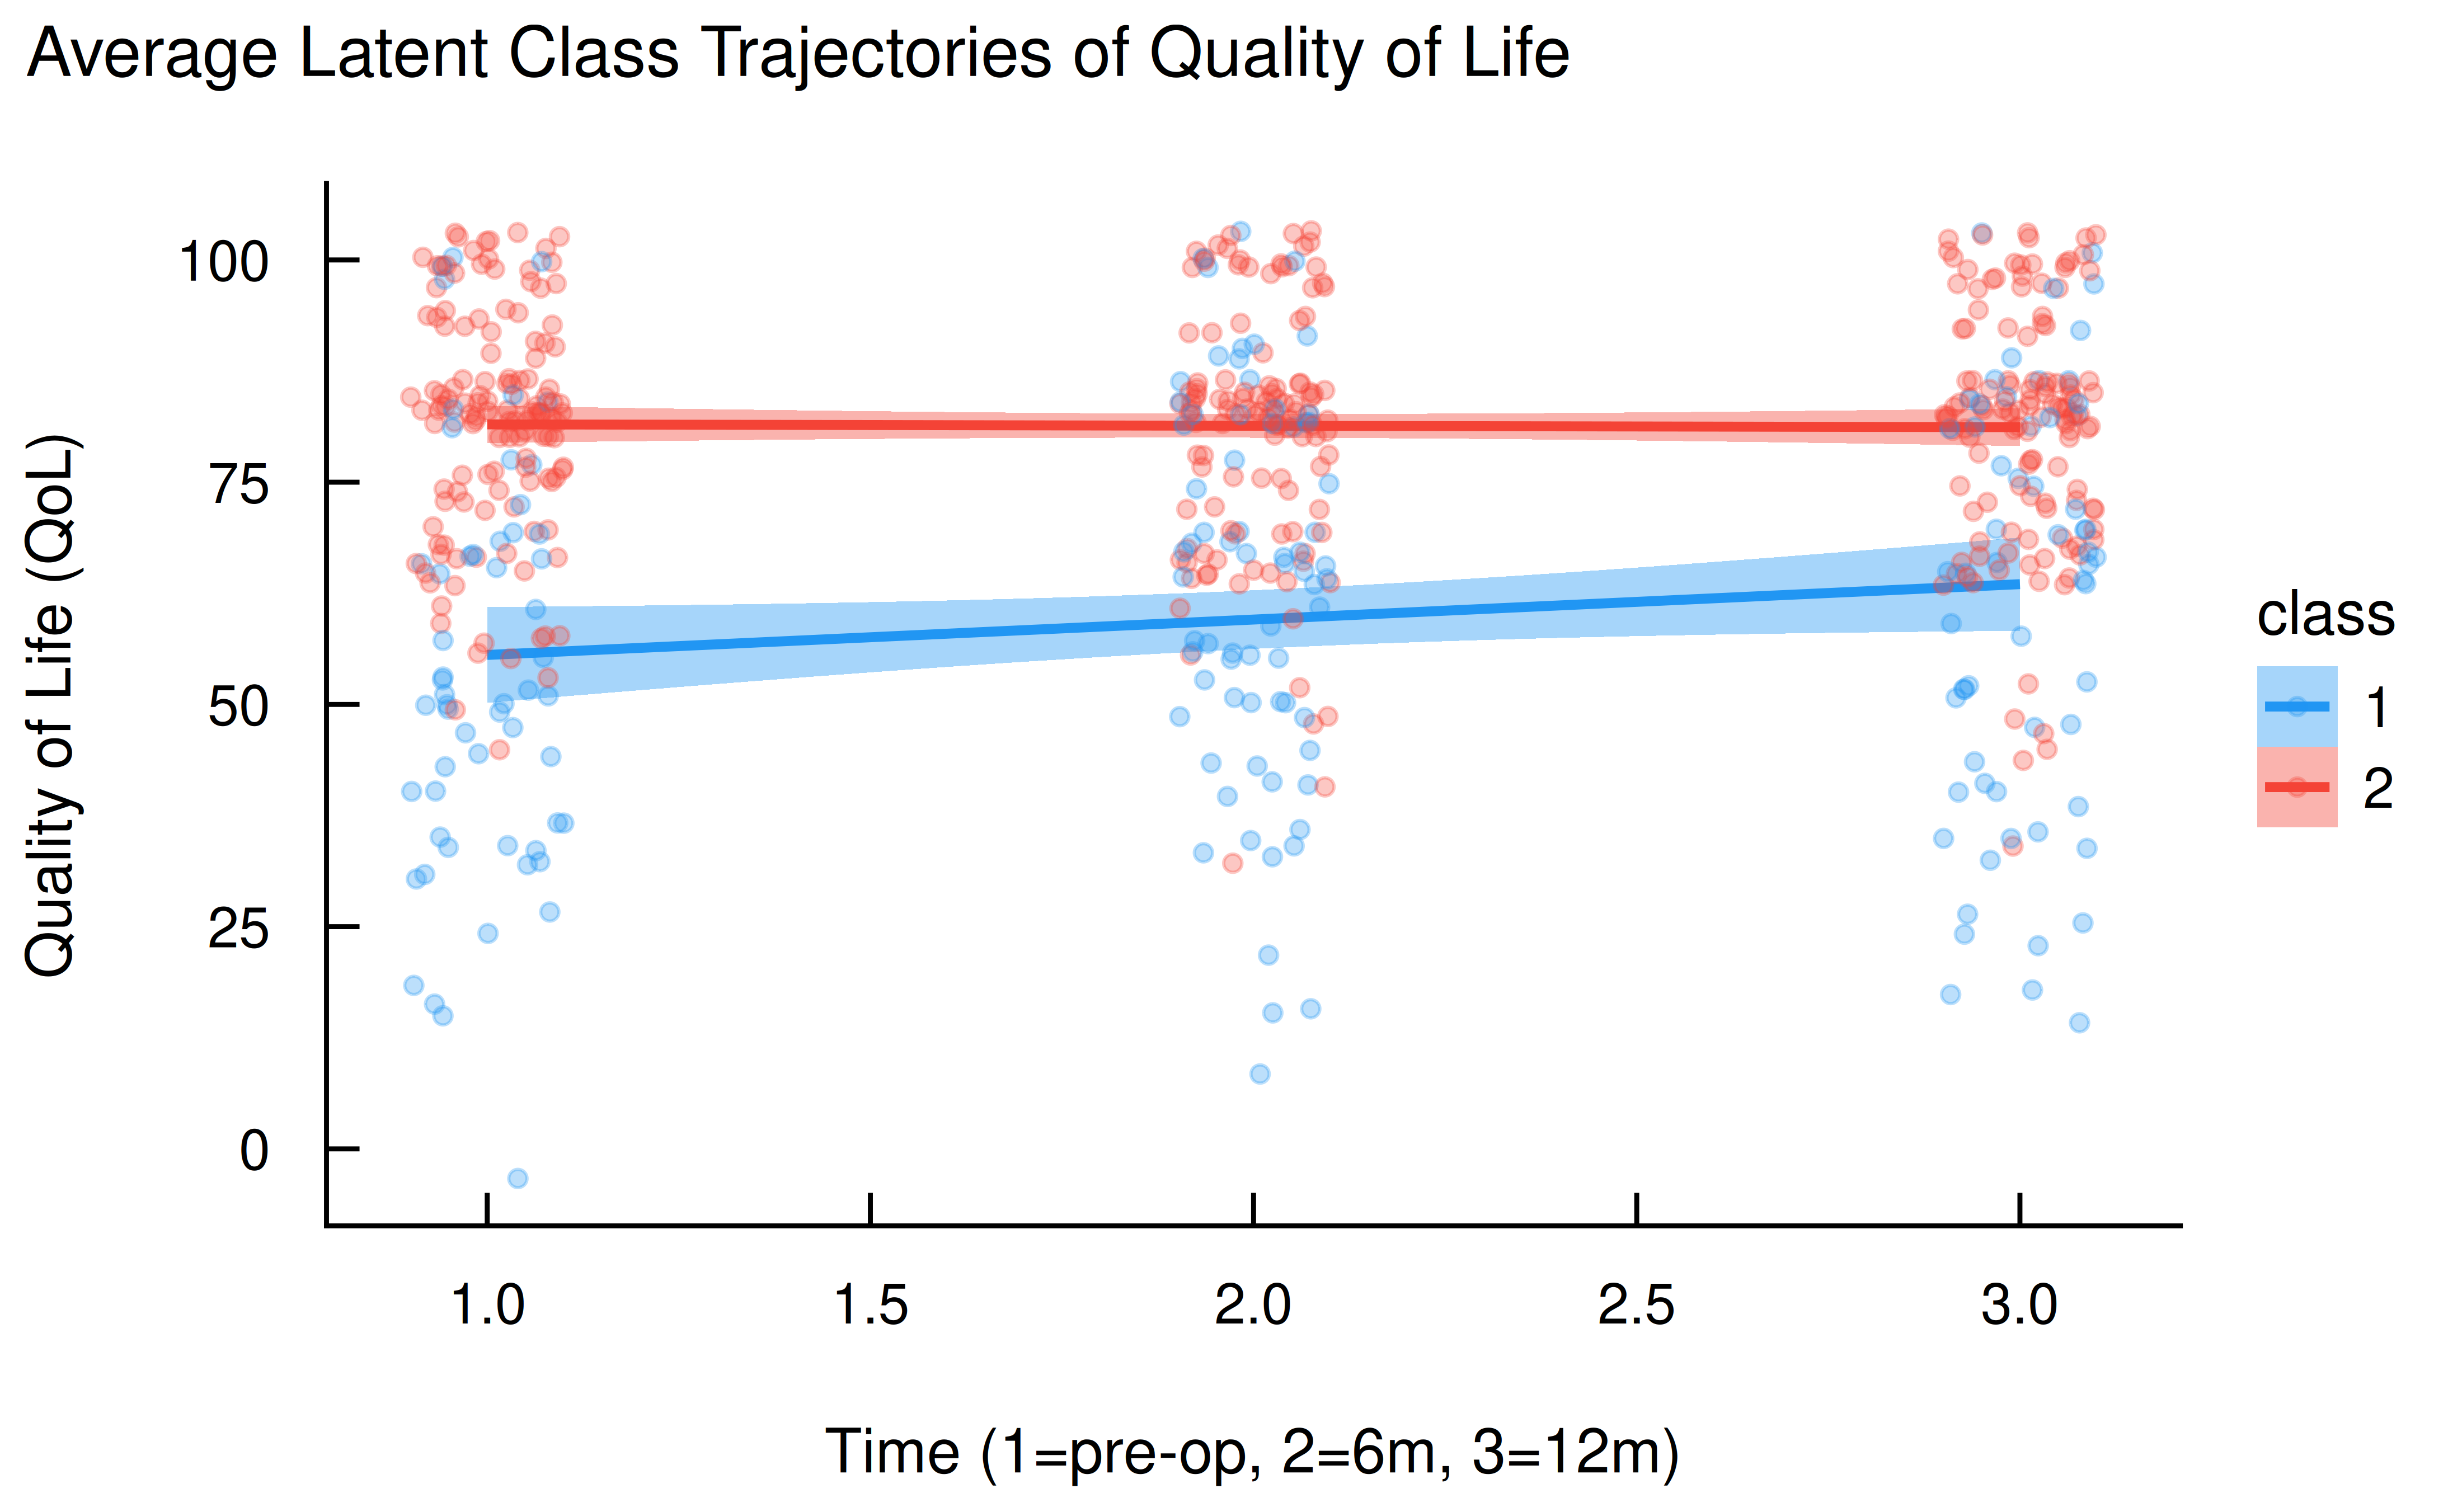 Average Latent Class Trajectories of Quality of Life
Quality of Life (QoL)
100
75
50
25
0
1.0 1.5 2.0 2.5 3.0
Time (1=pre-op, 2=6m, 3=12m)
class
1
2